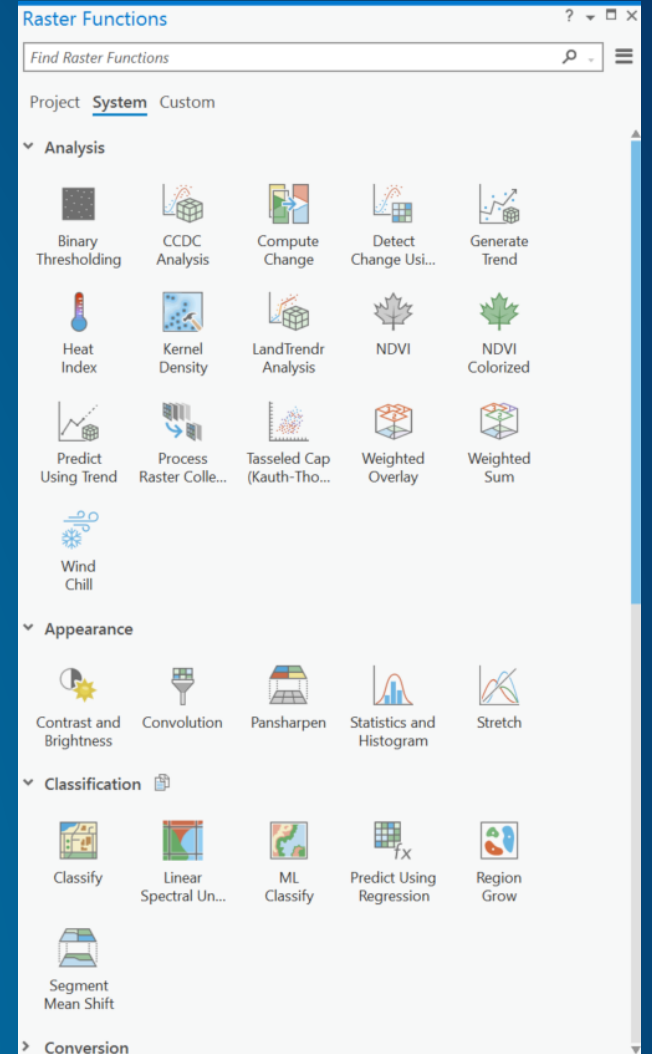 Raster Functions
Find Raster Functions
Project System Custom
Analysis
Binary Thresholding
CCDC Analysis
Compute Change
Detect Change Usi...
Generate Trend
Heat Index
Kernel Density
LandTrendr Analysis
NDVI
NDVI Colorized
Predict Using Trend
Process Raster Colle...
Tasseled Cap (Kauth-Tho...
Weighted Overlay
Weighted Sum
Wind Chill
Appearance
Contrast and Brightness
Convolution
Pansharpen
Statistics and Histogram
Stretch
Classification
Classify
Linear Spectral Un...
ML Classify
Predict Using Regression
Region Grow
Segment Mean Shift
Conversion